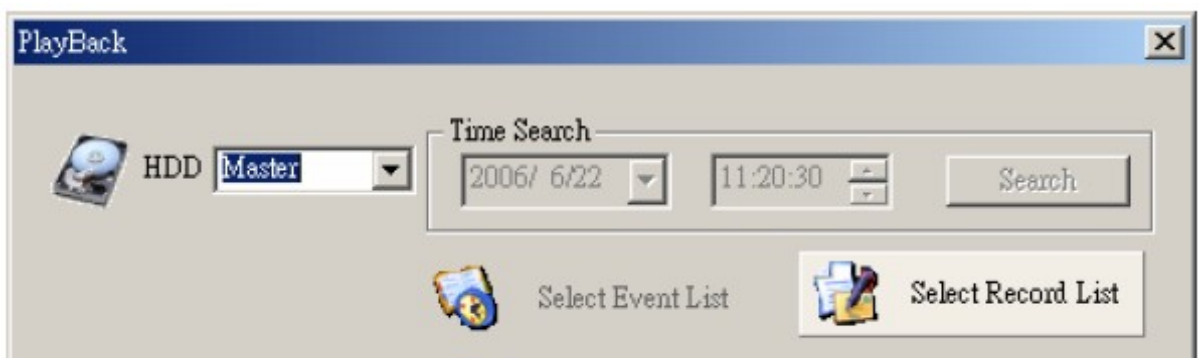 PlayBack
HDD Master
Time Search
2006/ 6/22 11:20:30 Search
Select Event List Select Record List